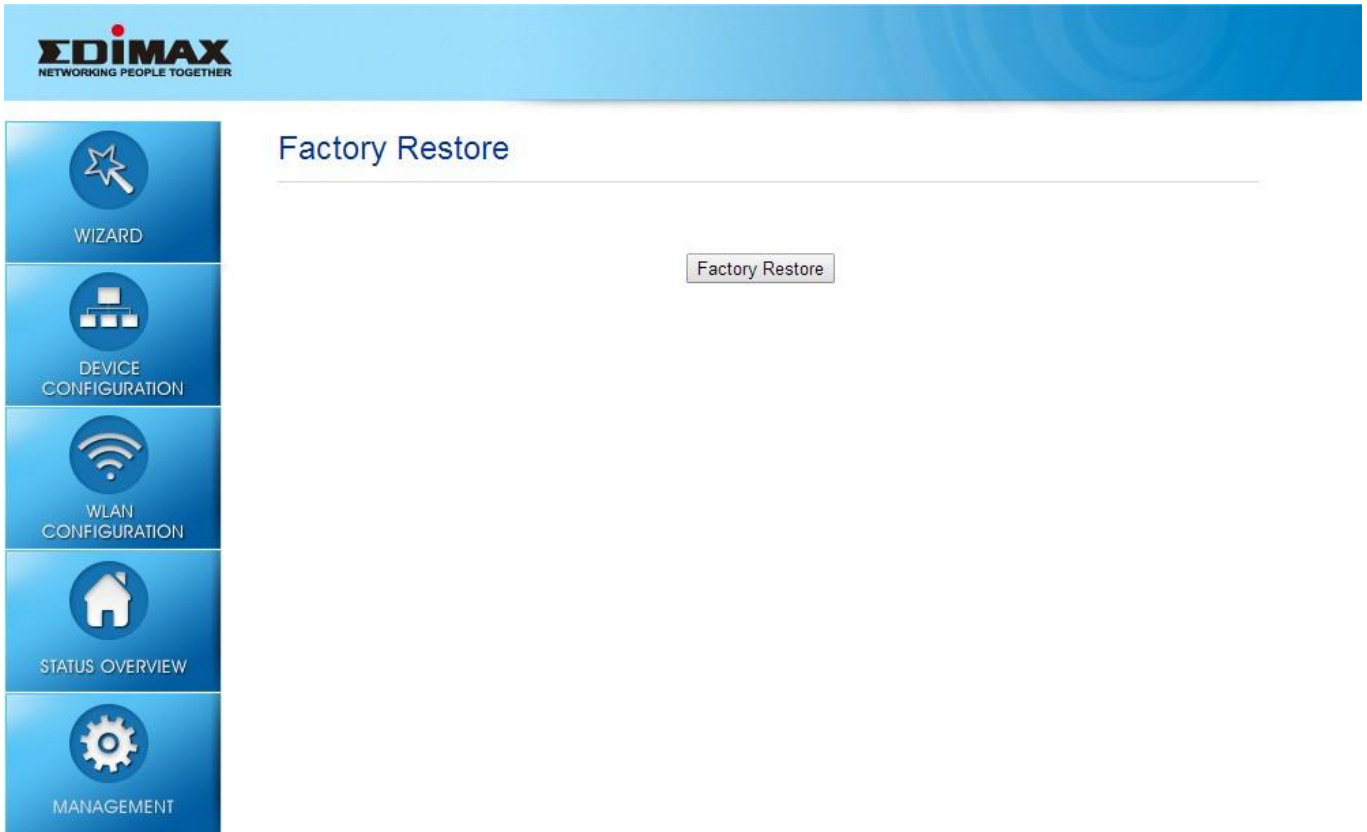 EDIMAX
NETWORKING PEOPLE TOGETHER
WIZARD
DEVICE
CONFIGURATION
WLAN
CONFIGURATION
STATUS OVERVIEW
MANAGEMENT
Factory Restore
Factory Restore